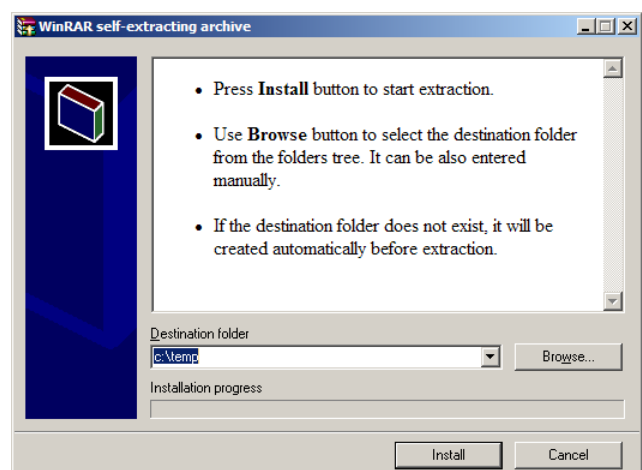 WinRAR self-extracting archive
• Press Install button to start extraction.
• Use Browse button to select the destination folder
from the folders tree. It can be also entered
manually.
• If the destination folder does not exist, it will be
created automatically before extraction.
Destination folder
c:\temp
Browse...
Installation progress
Install
Cancel